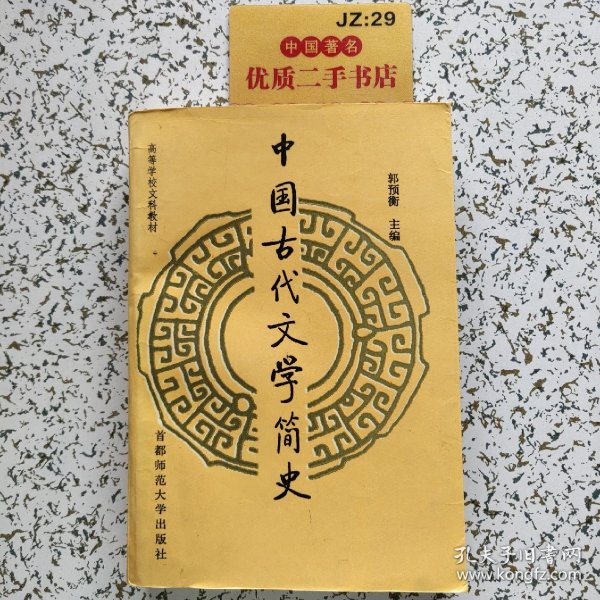 JZ:29
中国著名
优质二手书店
高等学校文科教材
中国古代文学简史
郭预衡 主编
首都师范大学出版社
孔夫子旧书网
www.kongfz.com